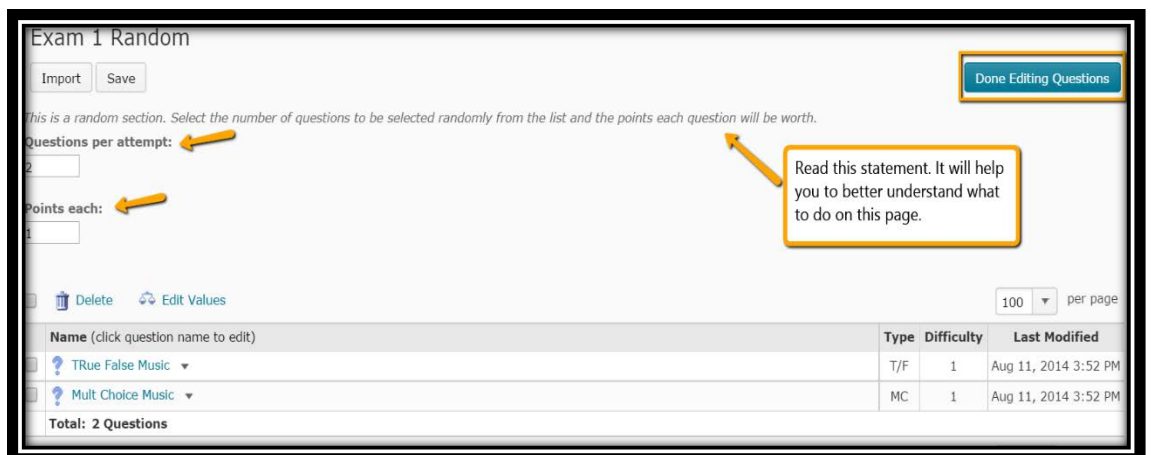 Exam 1 Random
Import Save Done Editing Questions
This is a random section. Select the number of questions to be selected randomly from the list and the points each question will be worth.
Questions per attempt:
2
Read this statement. It will help
you to better understand what
to do on this page.
Points each:
1
Delete Edit Values 100 per page
Name (click question name to edit) Type Difficulty Last Modified
TRue False Music T/F 1 Aug 11, 2014 3:52 PM
Mult Choice Music MC 1 Aug 11, 2014 3:52 PM
Total: 2 Questions